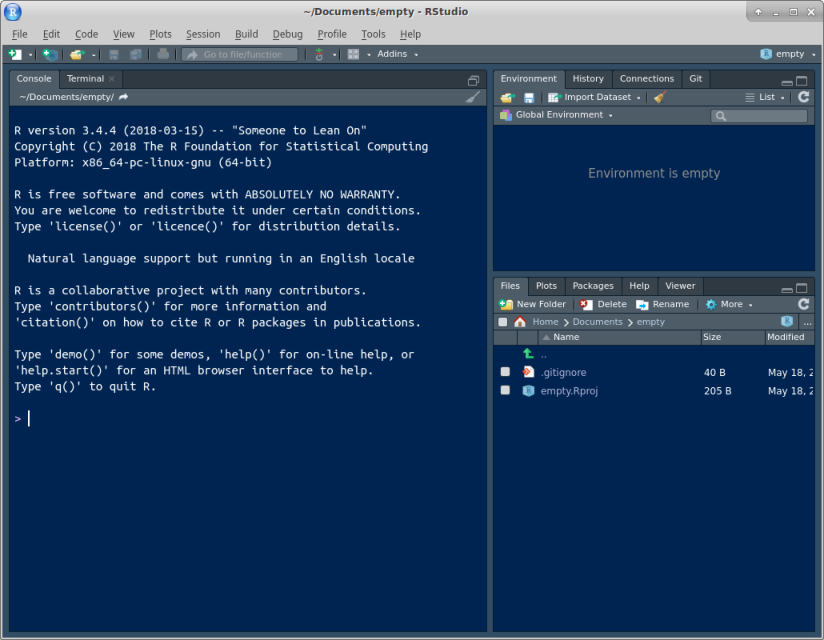 ~/Documents/empty - RStudio
File Edit Code View Plots Session Build Debug Profile Tools Help
Go to file/function Addins empty
Console Terminal
~/Documents/empty/
R version 3.4.4 (2018-03-15) -- "Someone to Lean On"
Copyright (C) 2018 The R Foundation for Statistical Computing
Platform: x86_64-pc-linux-gnu (64-bit)
R is free software and comes with ABSOLUTELY NO WARRANTY.
You are welcome to redistribute it under certain conditions.
Type 'license()' or 'licence()' for distribution details.
Natural language support but running in an English locale
R is a collaborative project with many contributors.
Type 'contributors()' for more information and
'citation()' on how to cite R or R packages in publications.
Type 'demo()' for some demos, 'help()' for on-line help, or
'help.start()' for an HTML browser interface to help.
Type 'q()' to quit R.
>
Environment History Connections Git
Import Dataset List
Global Environment
Environment is empty
Files Plots Packages Help Viewer
New Folder Delete Rename More
Home Documents empty ...
Name Size Modified
..
.gitignore 40 B May 18, 2
empty.Rproj 205 B May 18, 2